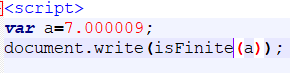 <script>
var a=7.000009;
document.write(isFinite(a));